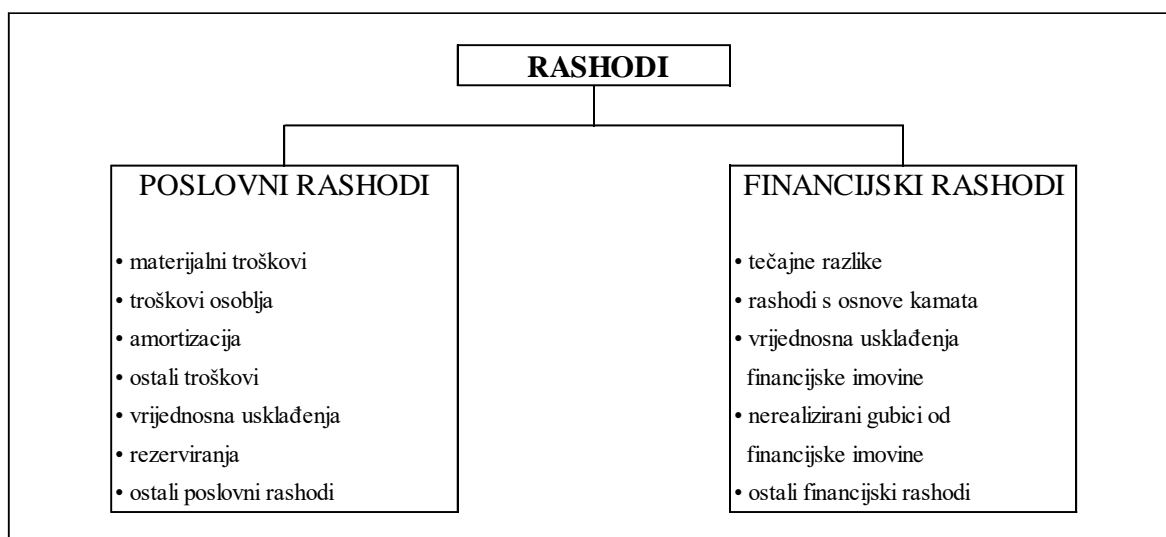 RASHODI
POSLOVNI RASHODI
• materijalni troškovi
• troškovi osoblja
• amortizacija
• ostali troškovi
• vrijednosna usklađenja
• rezerviranja
• ostali poslovni rashodi
FINANCIJSKI RASHODI
• tečajne razlike
• rashodi s osnove kamata
• vrijednosna usklađenja
financijske imovine
• nerealizirani gubici od
financijske imovine
• ostali financijski rashodi